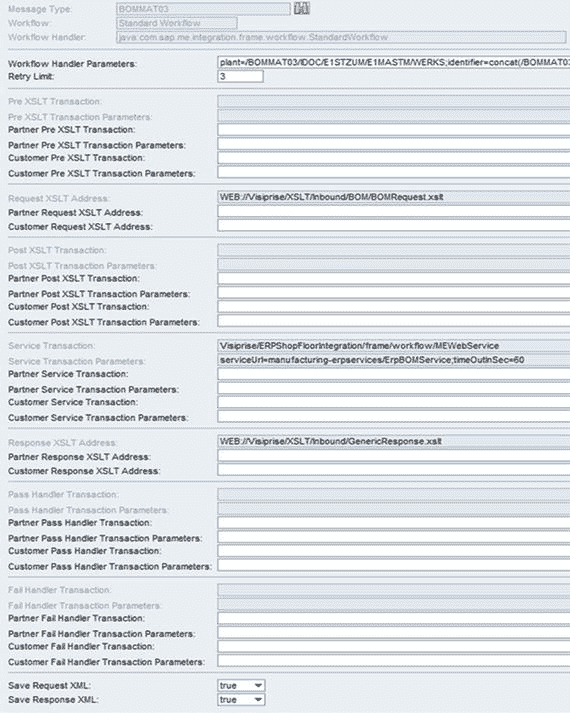 Message Type: BOMMAT03
Workflow: Standard Workflow
Workflow Handler: java:com.sap.me.integration.frame.workflow.StandardWorkflow
Workflow Handler Parameters: plant=/BOMMAT03/IDOC/E1STZUM/E1MASTM/WERKS;identifier=concat(/BOMMAT03
Retry Limit: 3
Pre XSLT Transaction:
Pre XSLT Transaction Parameters:
Partner Pre XSLT Transaction:
Partner Pre XSLT Transaction Parameters:
Customer Pre XSLT Transaction:
Customer Pre XSLT Transaction Parameters:
Request XSLT Address: WEB://Visiprise/XSLT/Inbound/BOM/BOMRequest.xslt
Partner Request XSLT Address:
Customer Request XSLT Address:
Post XSLT Transaction:
Post XSLT Transaction Parameters:
Partner Post XSLT Transaction:
Partner Post XSLT Transaction Parameters:
Customer Post XSLT Transaction:
Customer Post XSLT Transaction Parameters:
Service Transaction: Visiprise/ERPShopFloorIntegration/frame/workflow/MEWebService
Service Transaction Parameters: serviceUrl=manufacturing-erpservices/ErpBOMService;timeOutInSec=60
Partner Service Transaction:
Partner Service Transaction Parameters:
Customer Service Transaction:
Customer Service Transaction Parameters:
Response XSLT Address: WEB://Visiprise/XSLT/Inbound/GenericResponse.xslt
Partner Response XSLT Address:
Customer Response XSLT Address:
Pass Handler Transaction:
Pass Handler Transaction Parameters:
Partner Pass Handler Transaction:
Partner Pass Handler Transaction Parameters:
Customer Pass Handler Transaction:
Customer Pass Handler Transaction Parameters:
Fail Handler Transaction:
Fail Handler Transaction Parameters:
Partner Fail Handler Transaction:
Partner Fail Handler Transaction Parameters:
Customer Fail Handler Transaction:
Customer Fail Handler Transaction Parameters:
Save Request XML: true
Save Response XML: true